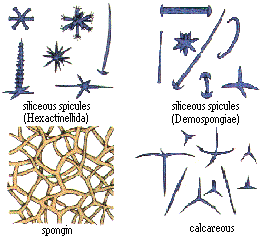 siliceous spicules
(Hexactinellida)
siliceous spicules
(Demospongiae)
spongin
calcareous